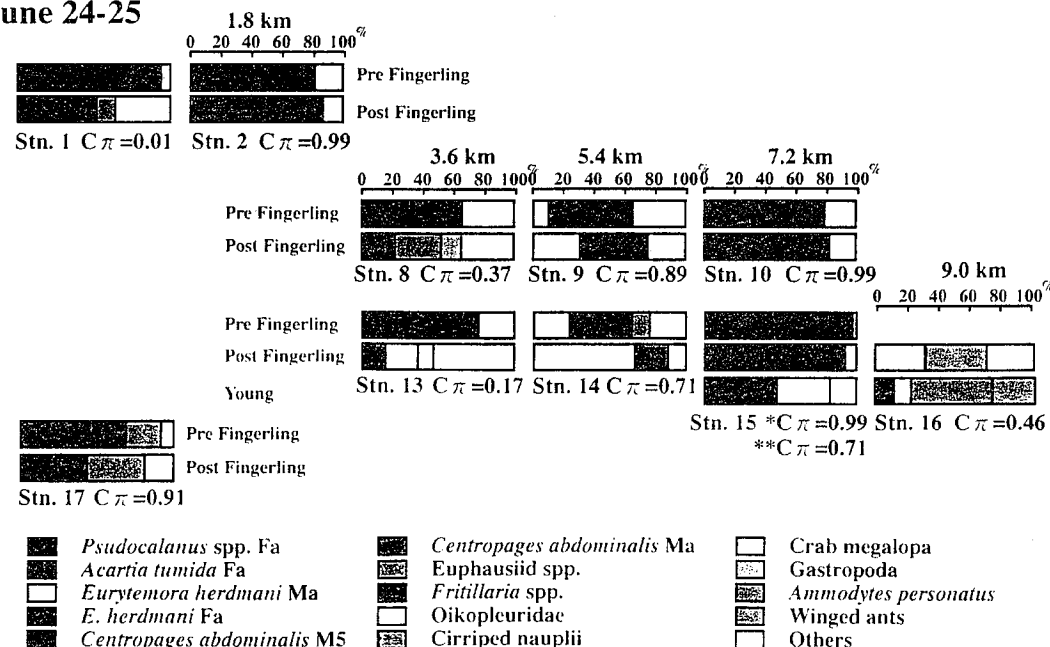 une 24-25
1.8 km
0 20 40 60 80 100%
Pre Fingerling
Post Fingerling
Stn. 1 Cπ=0.01 Stn. 2 Cπ=0.99
3.6 km 5.4 km 7.2 km
0 20 40 60 80 100% 0 20 40 60 80 100% 0 20 40 60 80 100%
Pre Fingerling
Post Fingerling
Stn. 8 Cπ=0.37 Stn. 9 Cπ=0.89 Stn. 10 Cπ=0.99
9.0 km
0 20 40 60 80 100%
Pre Fingerling
Post Fingerling
Stn. 13 Cπ=0.17 Stn. 14 Cπ=0.71
Young
Stn. 15 *Cπ=0.99 Stn. 16 Cπ=0.46
**Cπ=0.71
Pre Fingerling
Post Fingerling
Stn. 17 Cπ=0.91
Psudocalanus spp. Fa Centropages abdominalis Ma Crab megalopa
Acartia tumida Fa Euphausiid spp. Gastropoda
Eurytemora herdmani Ma Fritillaria spp. Ammodytes personatus
E. herdmani Fa Oikopleuridae Winged ants
Centropages abdominalis M5 Cirriped nauplii Others